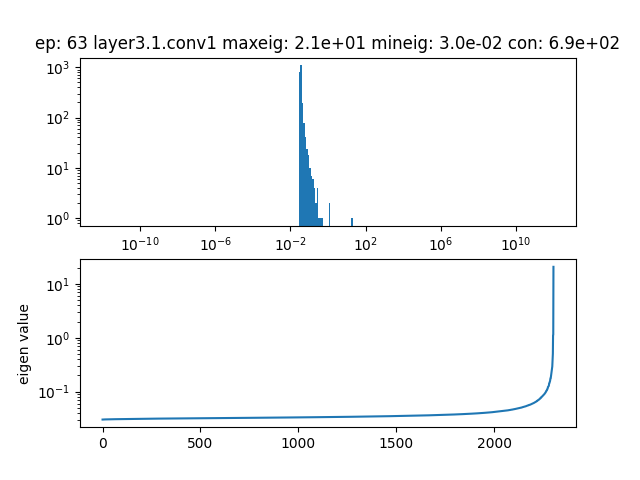 ep: 63 layer3.1.conv1 maxeig: 2.1e+01 mineig: 3.0e-02 con: 6.9e+02
10³
10²
10¹
10⁰
10⁻¹⁰ 10⁻⁶ 10⁻² 10² 10⁶ 10¹⁰
eigen value
10¹
10⁰
10⁻¹
0 500 1000 1500 2000